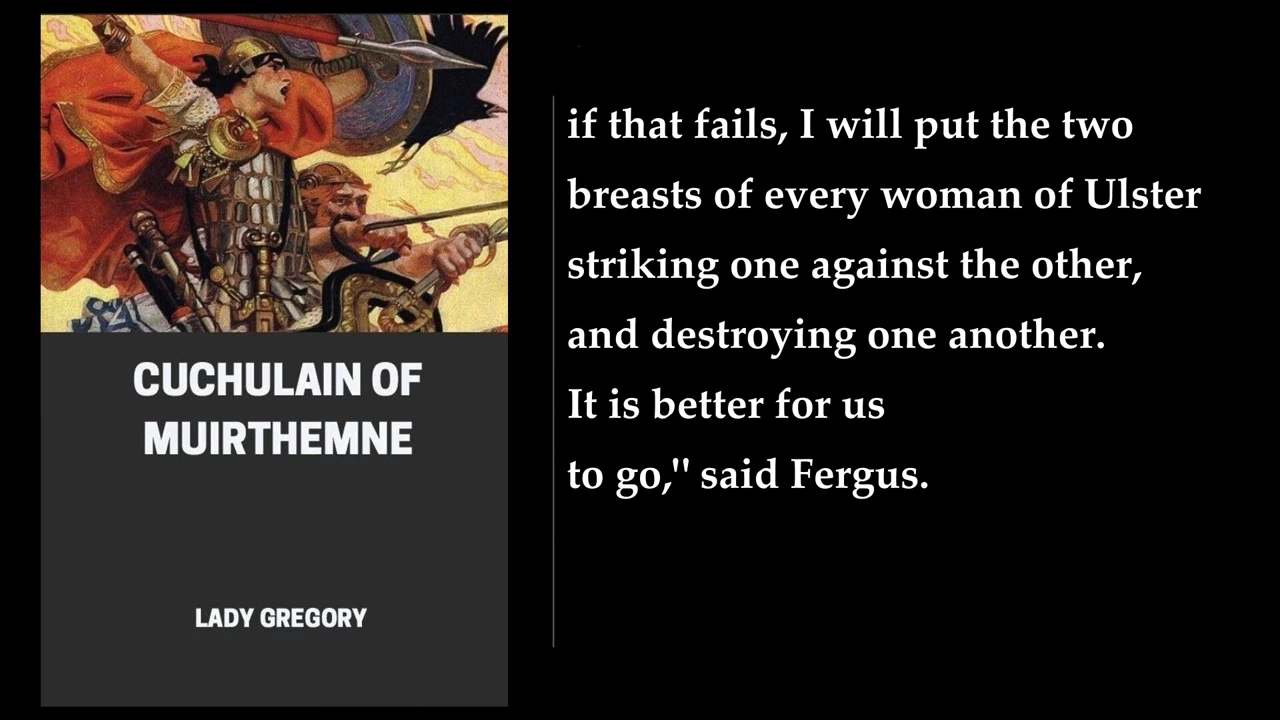 CUCHULAIN OF
MUIRTHEMNE
LADY GREGORY
if that fails, I will put the two
breasts of every woman of Ulster
striking one against the other,
and destroying one another.
It is better for us
to go," said Fergus.